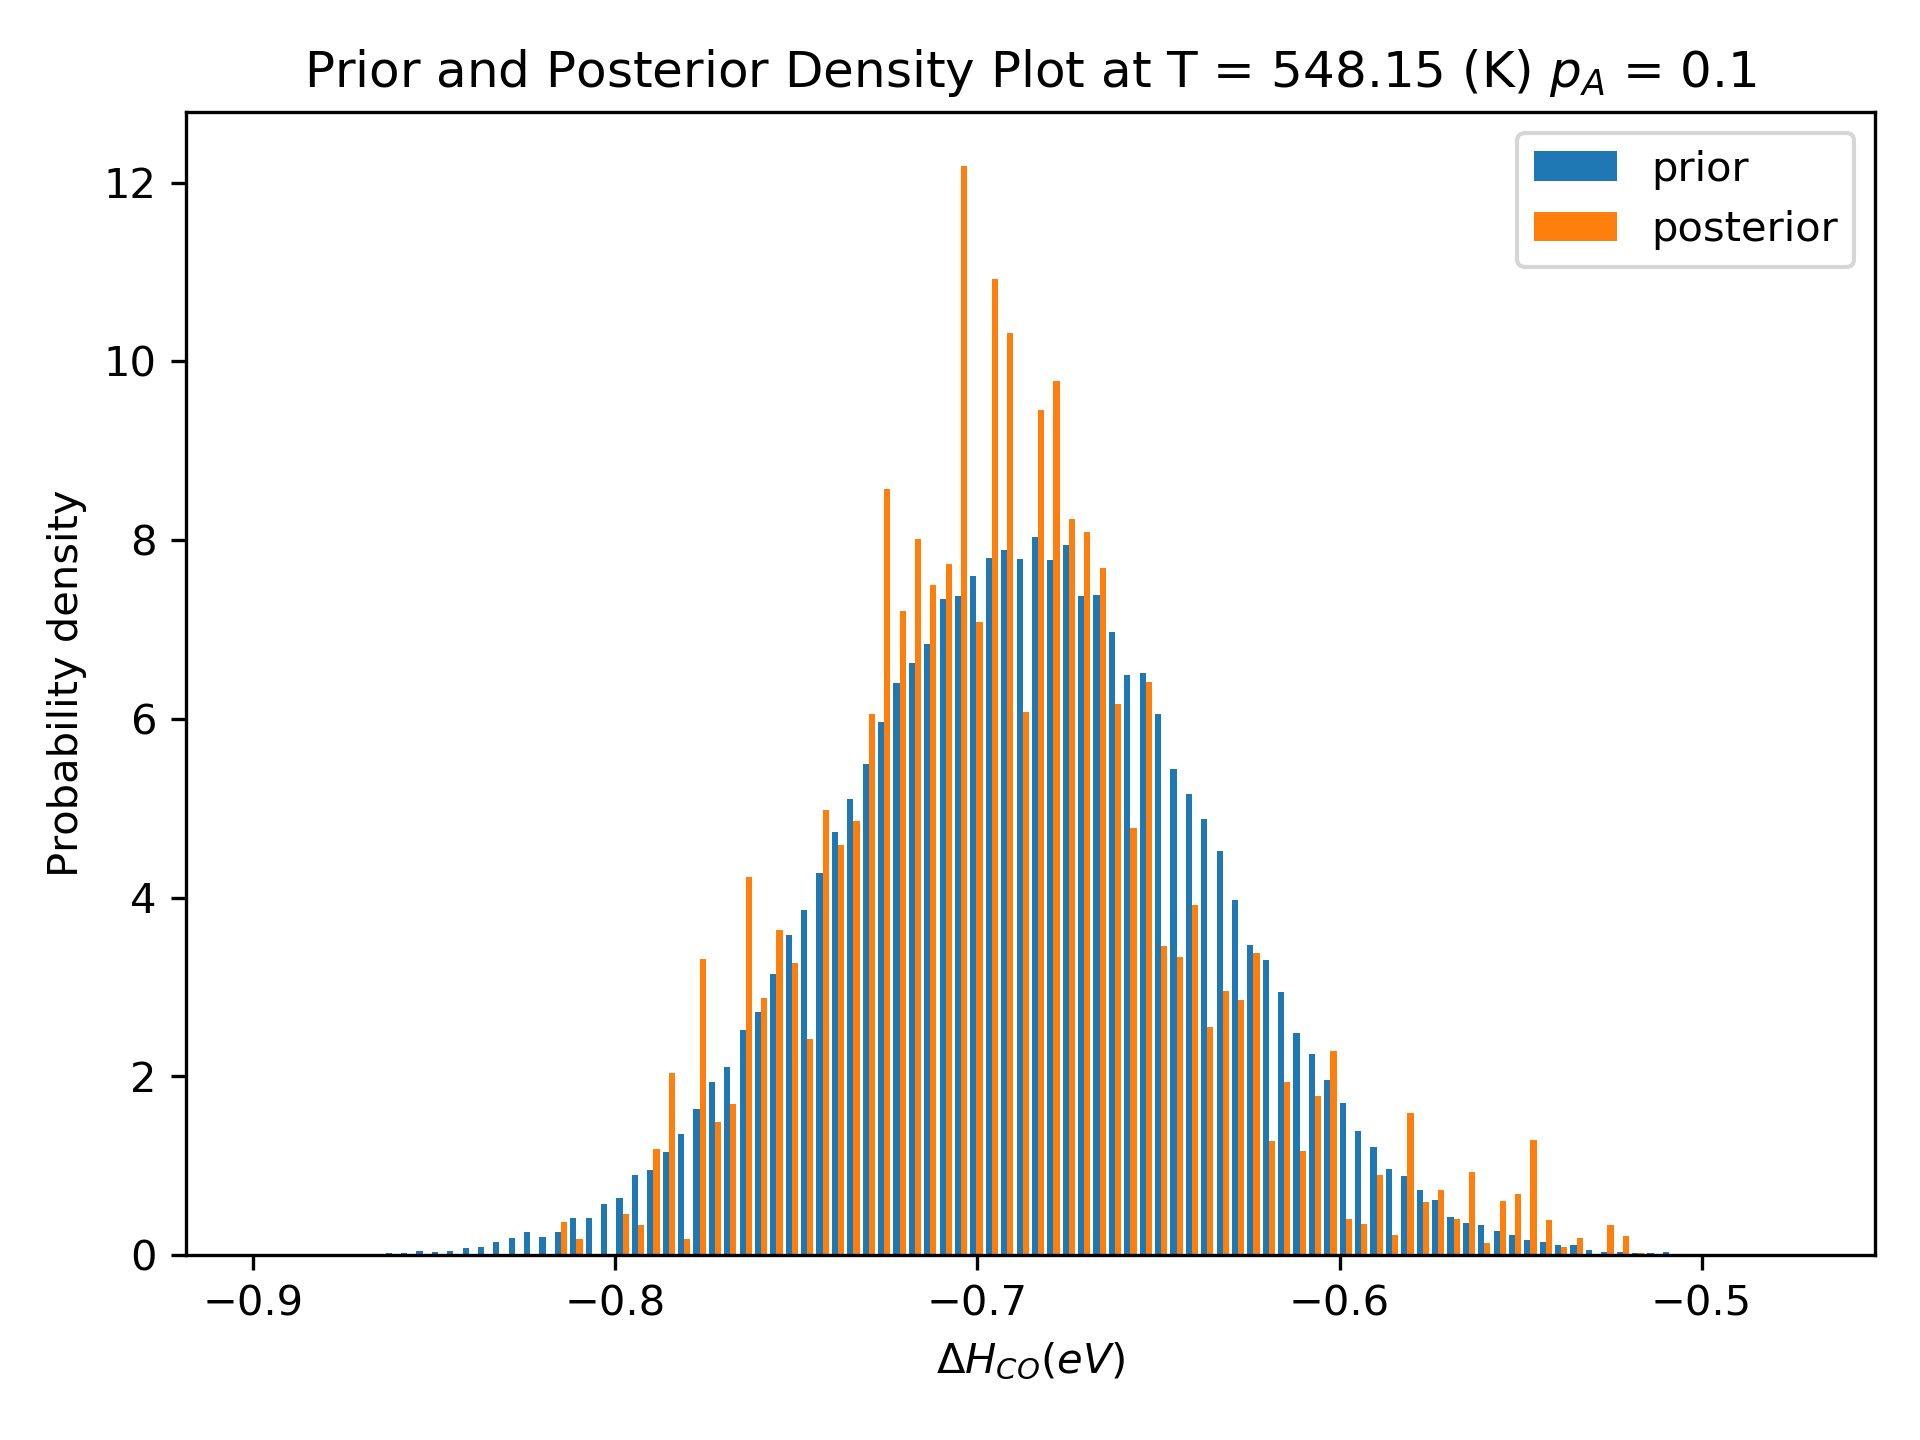 Prior and Posterior Density Plot at T = 548.15 (K) p_A = 0.1
prior
posterior
Probability density
12
10
8
6
4
2
0
−0.9 −0.8 −0.7 −0.6 −0.5
ΔH_CO(eV)